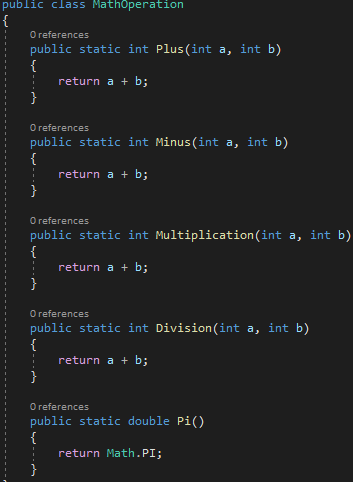 public class MathOperation
{
0 references
public static int Plus(int a, int b)
{
return a + b;
}
0 references
public static int Minus(int a, int b)
{
return a + b;
}
0 references
public static int Multiplication(int a, int b)
{
return a + b;
}
0 references
public static int Division(int a, int b)
{
return a + b;
}
0 references
public static double Pi()
{
return Math.PI;
}